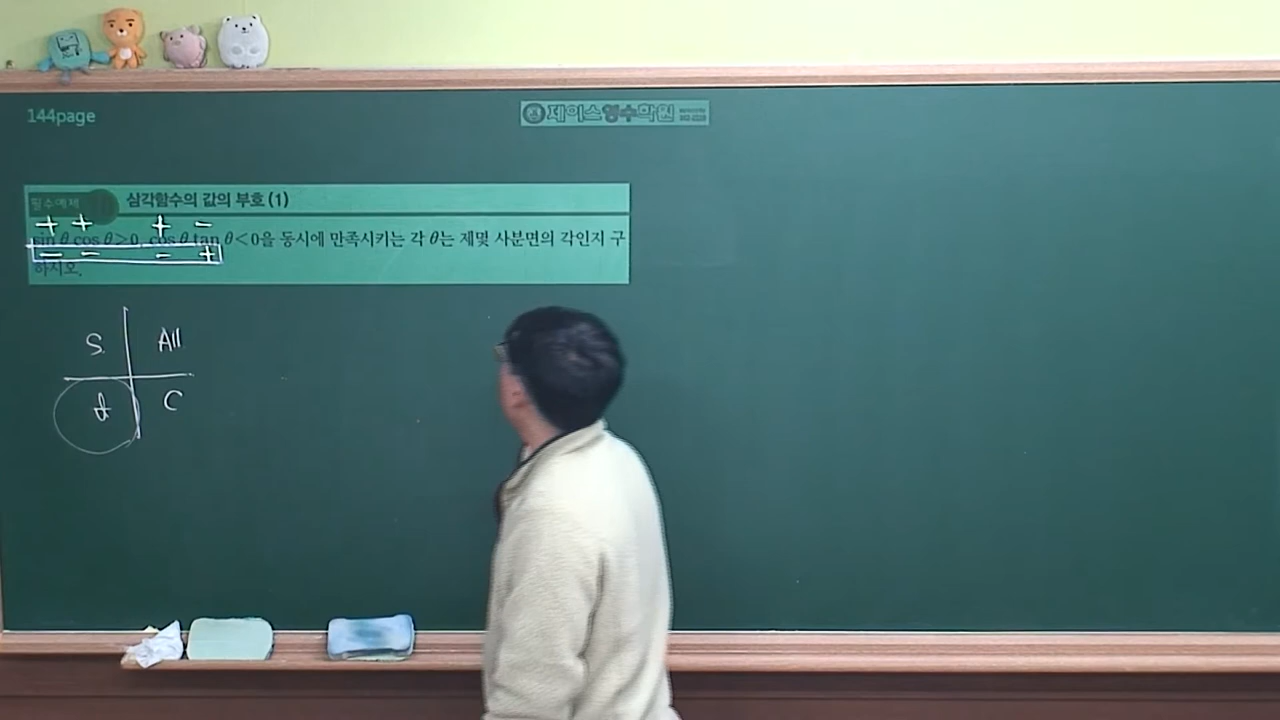 144page
제이스영수학원
필수예제 삼각함수의 값의 부호 (1)
+ + + −
sin θ cos θ>0, cos θ tan θ<0을 동시에 만족시키는 각 θ는 제몇 사분면의 각인지 구
− − − +
하시오.
S All
C